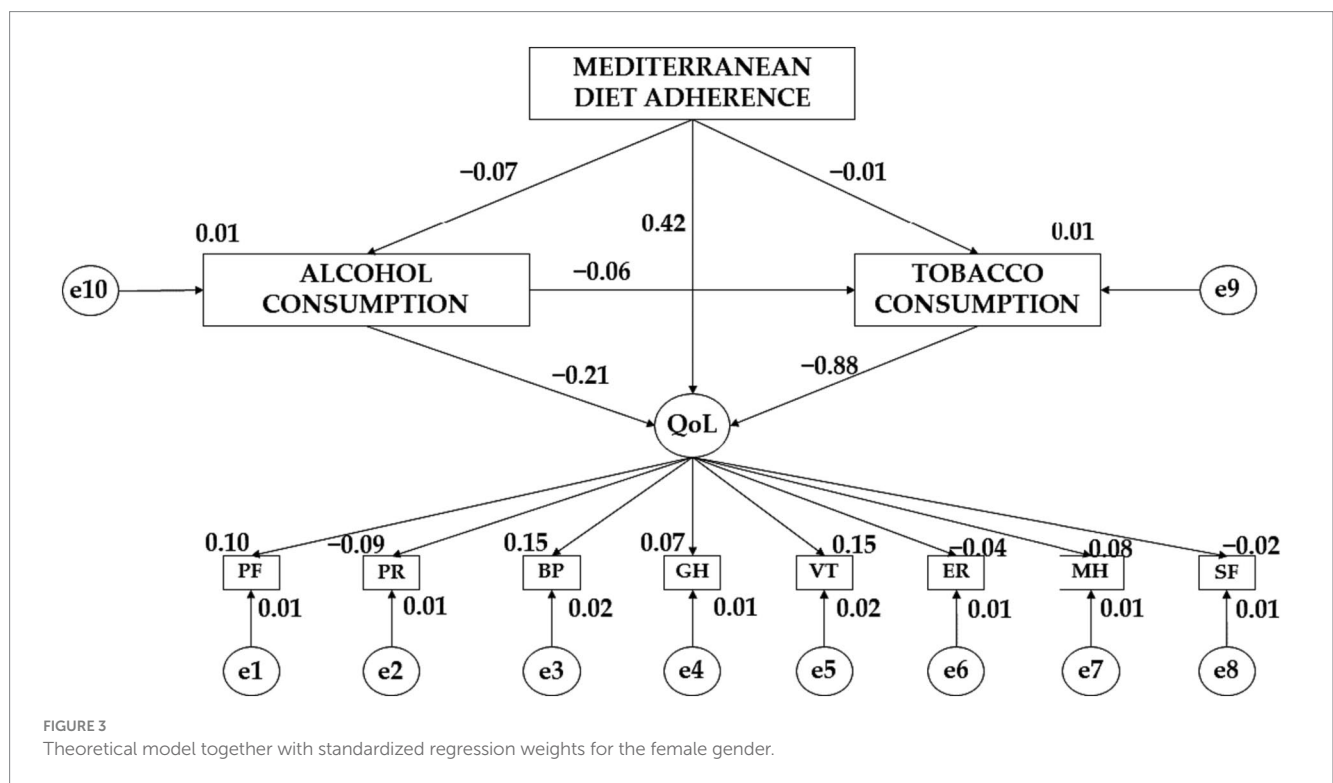 MEDITERRANEAN
DIET ADHERENCE
−0.07
−0.01
0.42
0.01
0.01
e10
ALCOHOL
CONSUMPTION
−0.06
TOBACCO
CONSUMPTION
e9
−0.21
−0.88
QoL
0.10
−0.09
0.15
0.07
0.15
−0.04
−0.08
−0.02
PF
PR
BP
GH
VT
ER
MH
SF
0.01
0.01
0.02
0.01
0.02
0.01
0.01
0.01
e1
e2
e3
e4
e5
e6
e7
e8
FIGURE 3
Theoretical model together with standardized regression weights for the female gender.